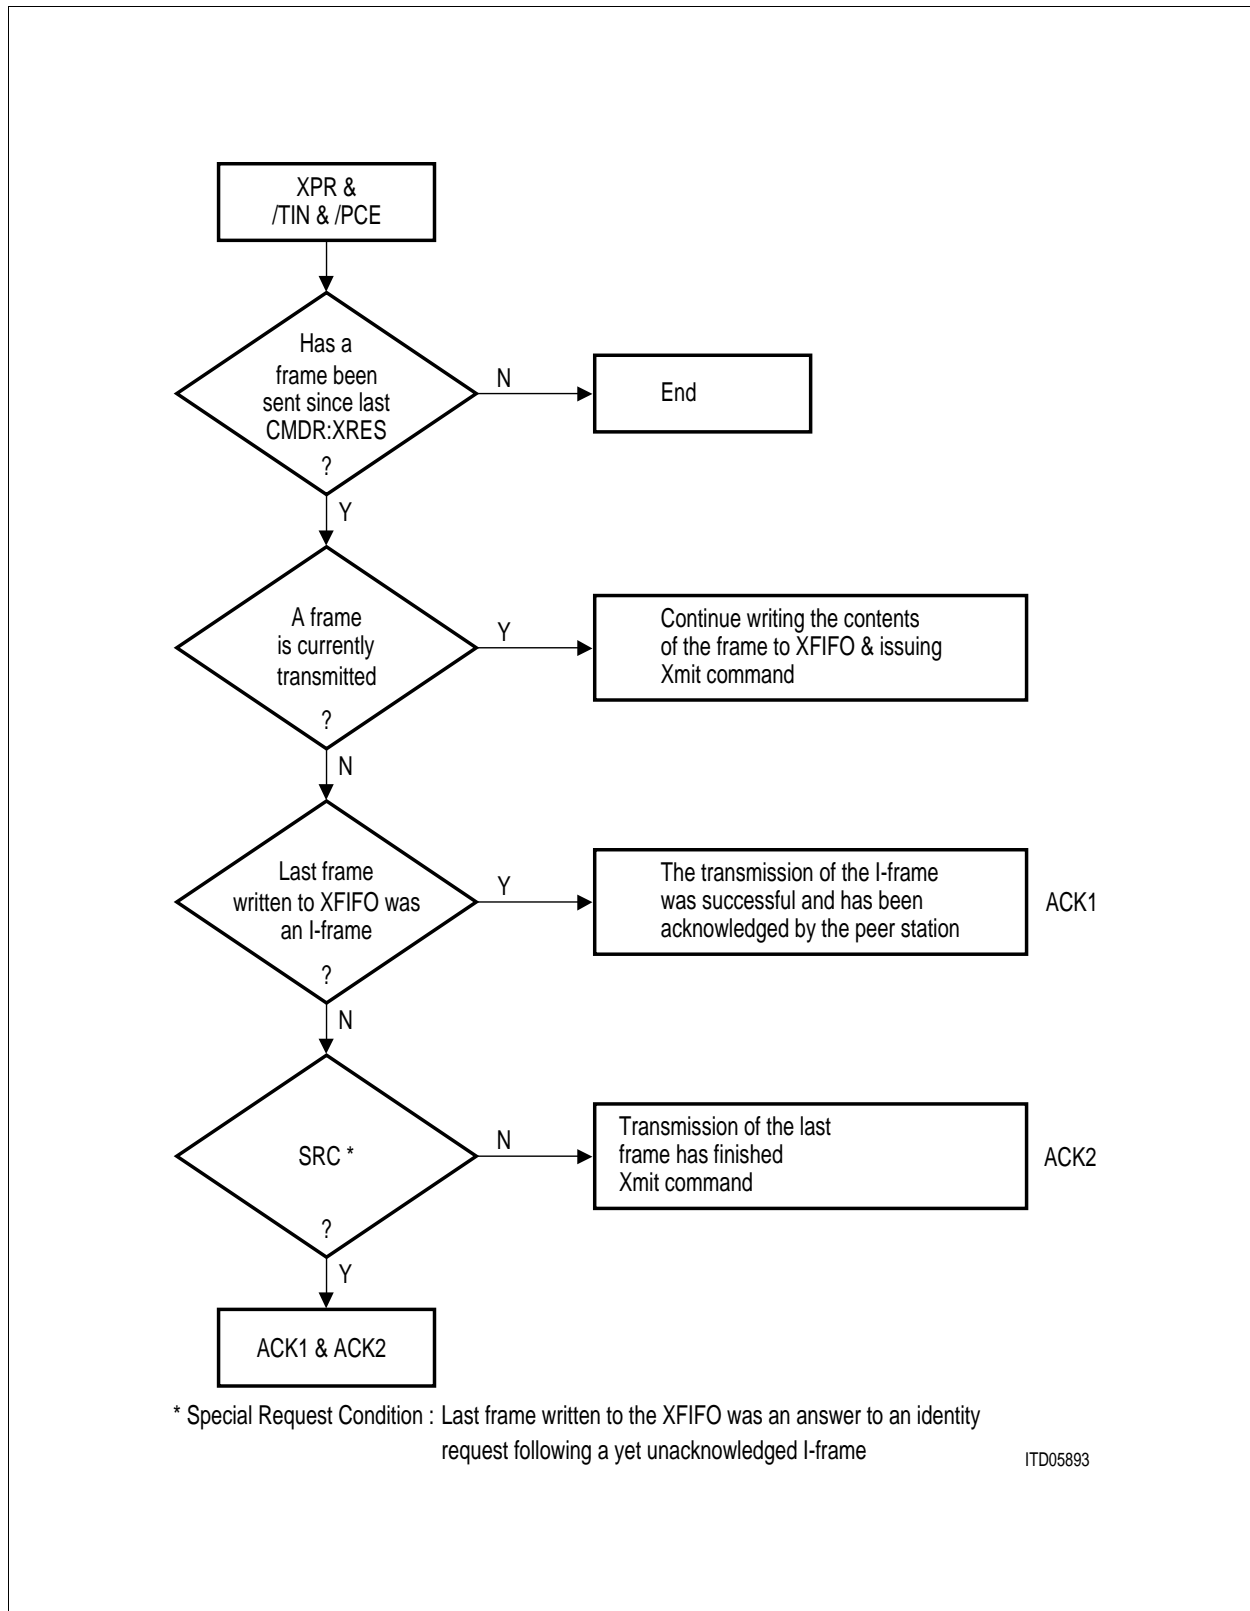 XPR &
/TIN & /PCE
Has a
frame been
sent since last
CMDR:XRES
?
N
End
Y
A frame
is currently
transmitted
?
Y
Continue writing the contents
of the frame to XFIFO & issuing
Xmit command
N
Last frame
written to XFIFO was
an I-frame
?
Y
The transmission of the I-frame
was successful and has been
acknowledged by the peer station
ACK1
N
SRC *
?
N
Transmission of the last
frame has finished
Xmit command
ACK2
Y
ACK1 & ACK2
* Special Request Condition : Last frame written to the XFIFO was an answer to an identity
request following a yet unacknowledged I-frame
ITD05893